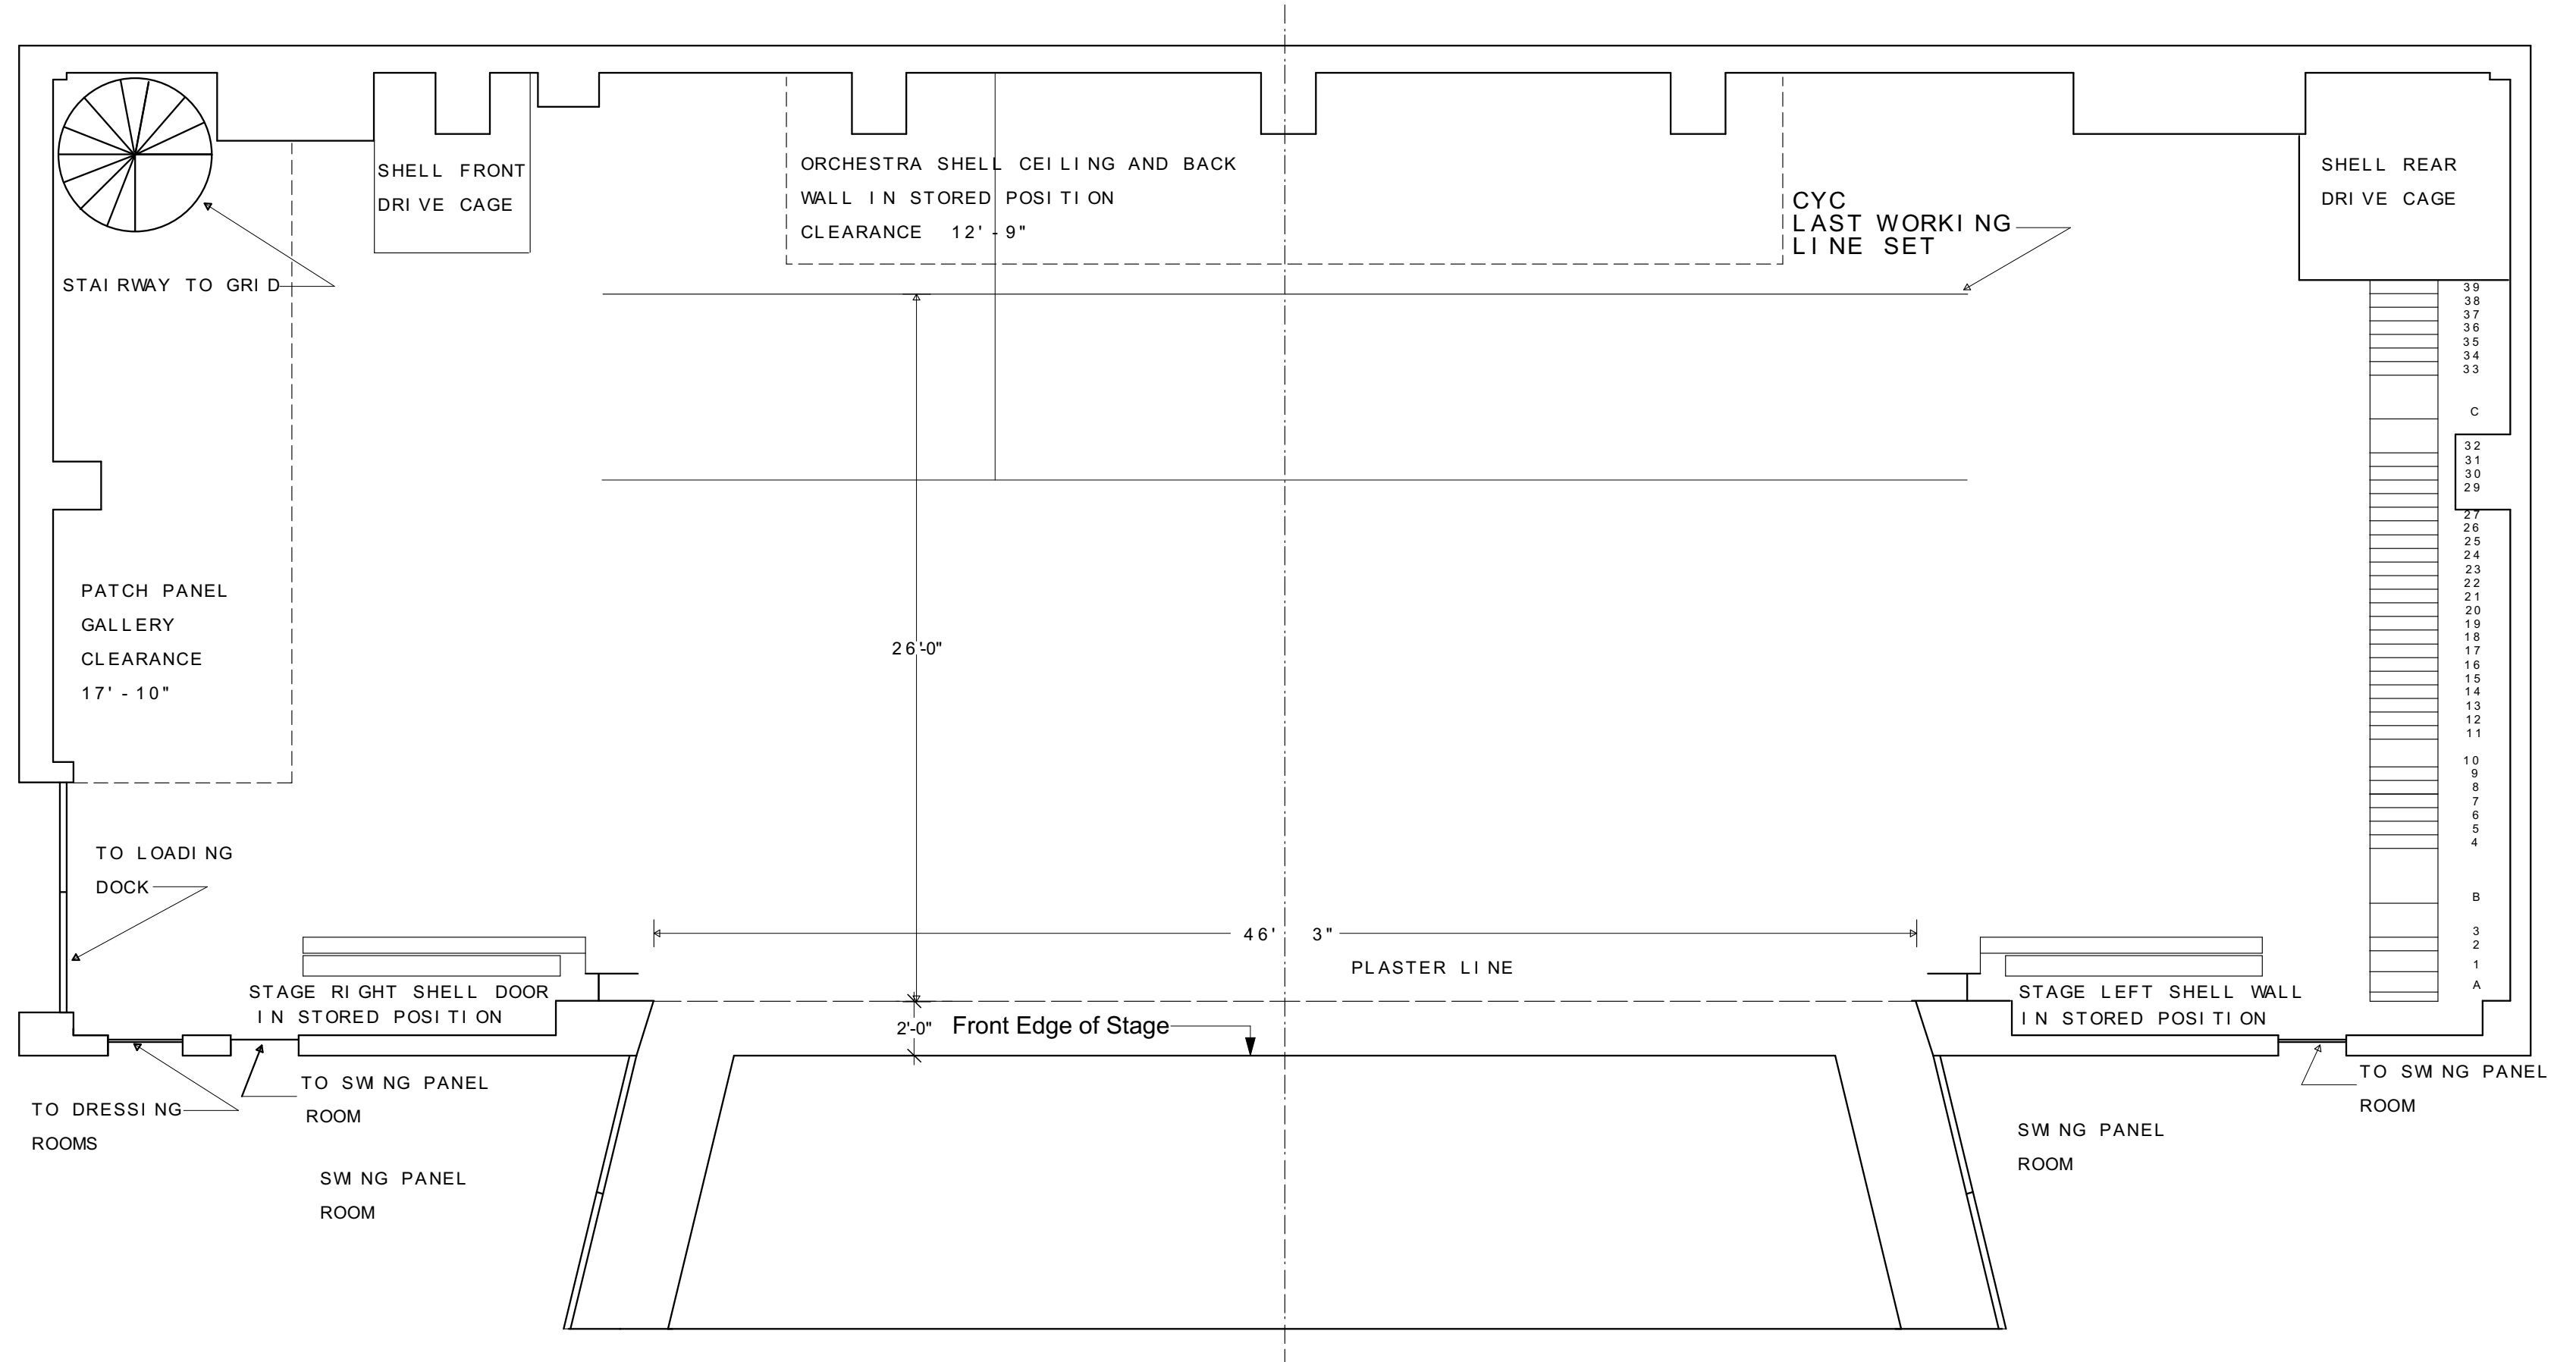 SHELL FRONT
DRIVE CAGE
ORCHESTRA SHELL CEILING AND BACK
WALL IN STORED POSITION
CLEARANCE 12'-9"
CYC
LAST WORKING
LINE SET
SHELL REAR
DRIVE CAGE
STAIRWAY TO GRID
39
38
37
36
35
34
33
C
32
31
30
29
27
26
25
24
23
22
21
20
19
18
17
16
15
14
13
12
11
10
9
8
7
6
5
4
B
3
2
1
A
PATCH PANEL
GALLERY
CLEARANCE
17'-10"
26'-0"
TO LOADING
DOCK
46' 3"
PLASTER LINE
STAGE RIGHT SHELL DOOR
IN STORED POSITION
2'-0"
Front Edge of Stage
STAGE LEFT SHELL WALL
IN STORED POSITION
TO DRESSING
ROOMS
TO SWING PANEL
ROOM
SWING PANEL
ROOM
SWING PANEL
ROOM
TO SWING PANEL
ROOM